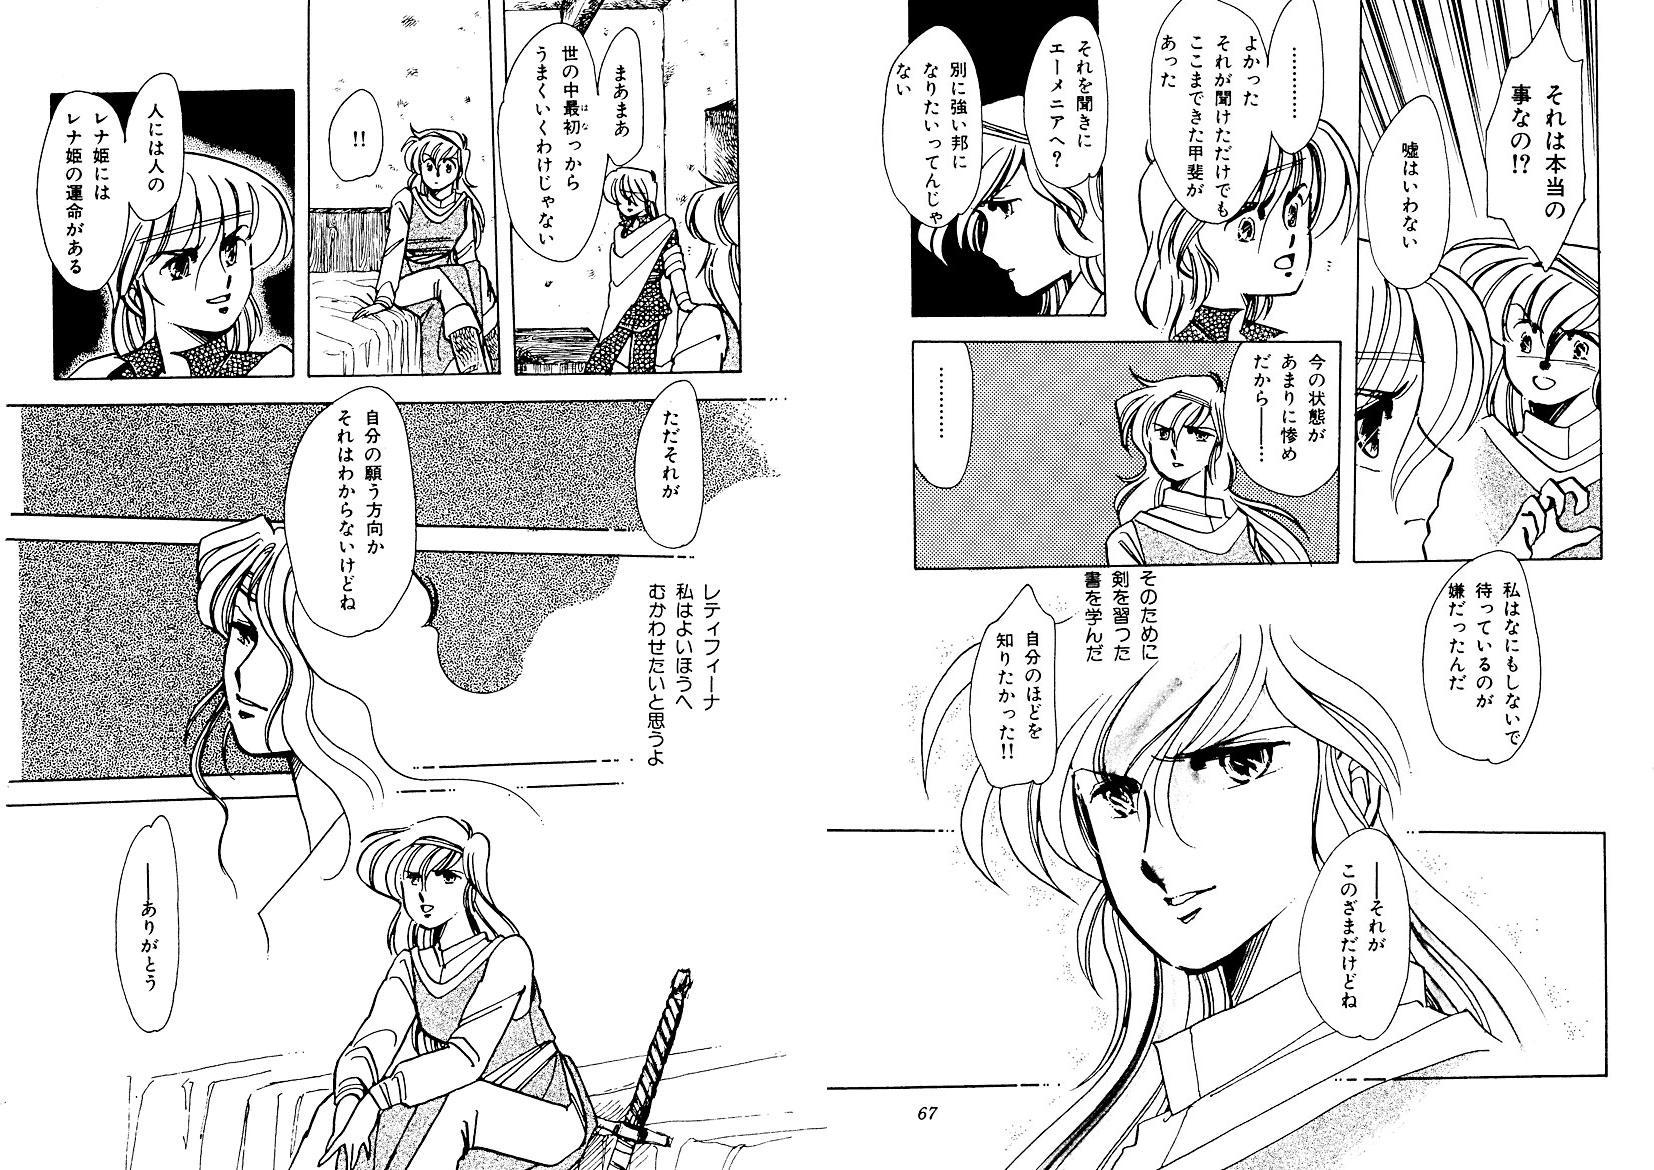 それは本当の
事なの!?
嘘はいわない
…………
よかった
それが聞けただけでも
ここまできた甲斐が
あった
それを聞きに
エーメニアへ?
別に強い邦に
なりたいってんじゃ
ない
今の状態が
あまりに惨め
だから――……
…………
私はなにもしないで
待っているのが
嫌だったんだ
そのために
剣を習った
書を学んだ
自分のほどを
知りたかった!!
――それが
このざまだけどね
67
まあまあ
世の中最初っから
はな
うまくいくわけじゃない
!!
人には人の
レナ姫には
レナ姫の運命がある
ただそれが
自分の願う方向か
それはわからないけどね
レティフィーナ
私はよいほうへ
むかわせたいと思うよ
――ありがとう